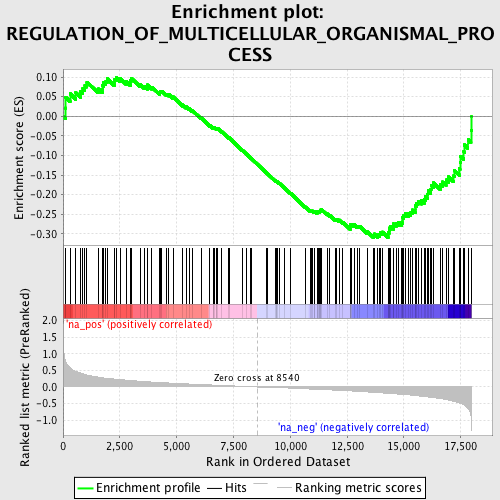 Enrichment plot:
REGULATION_OF_MULTICELLULAR_ORGANISMAL_PRO
CESS
Enrichment score (ES)
0.10
0.05
0.00
-0.05
-0.10
-0.15
-0.20
-0.25
-0.30
Ranked list metric (PreRanked)
'na_pos' (positively correlated)
2.0
1.5
1.0
0.5
0.0
-0.5
-1.0
Zero cross at 8540
'na_neg' (negatively correlated)
0
2,500
5,000
7,500
10,000
12,500
15,000
17,500
Rank in Ordered Dataset
Enrichment profile
Hits
Ranking metric scores